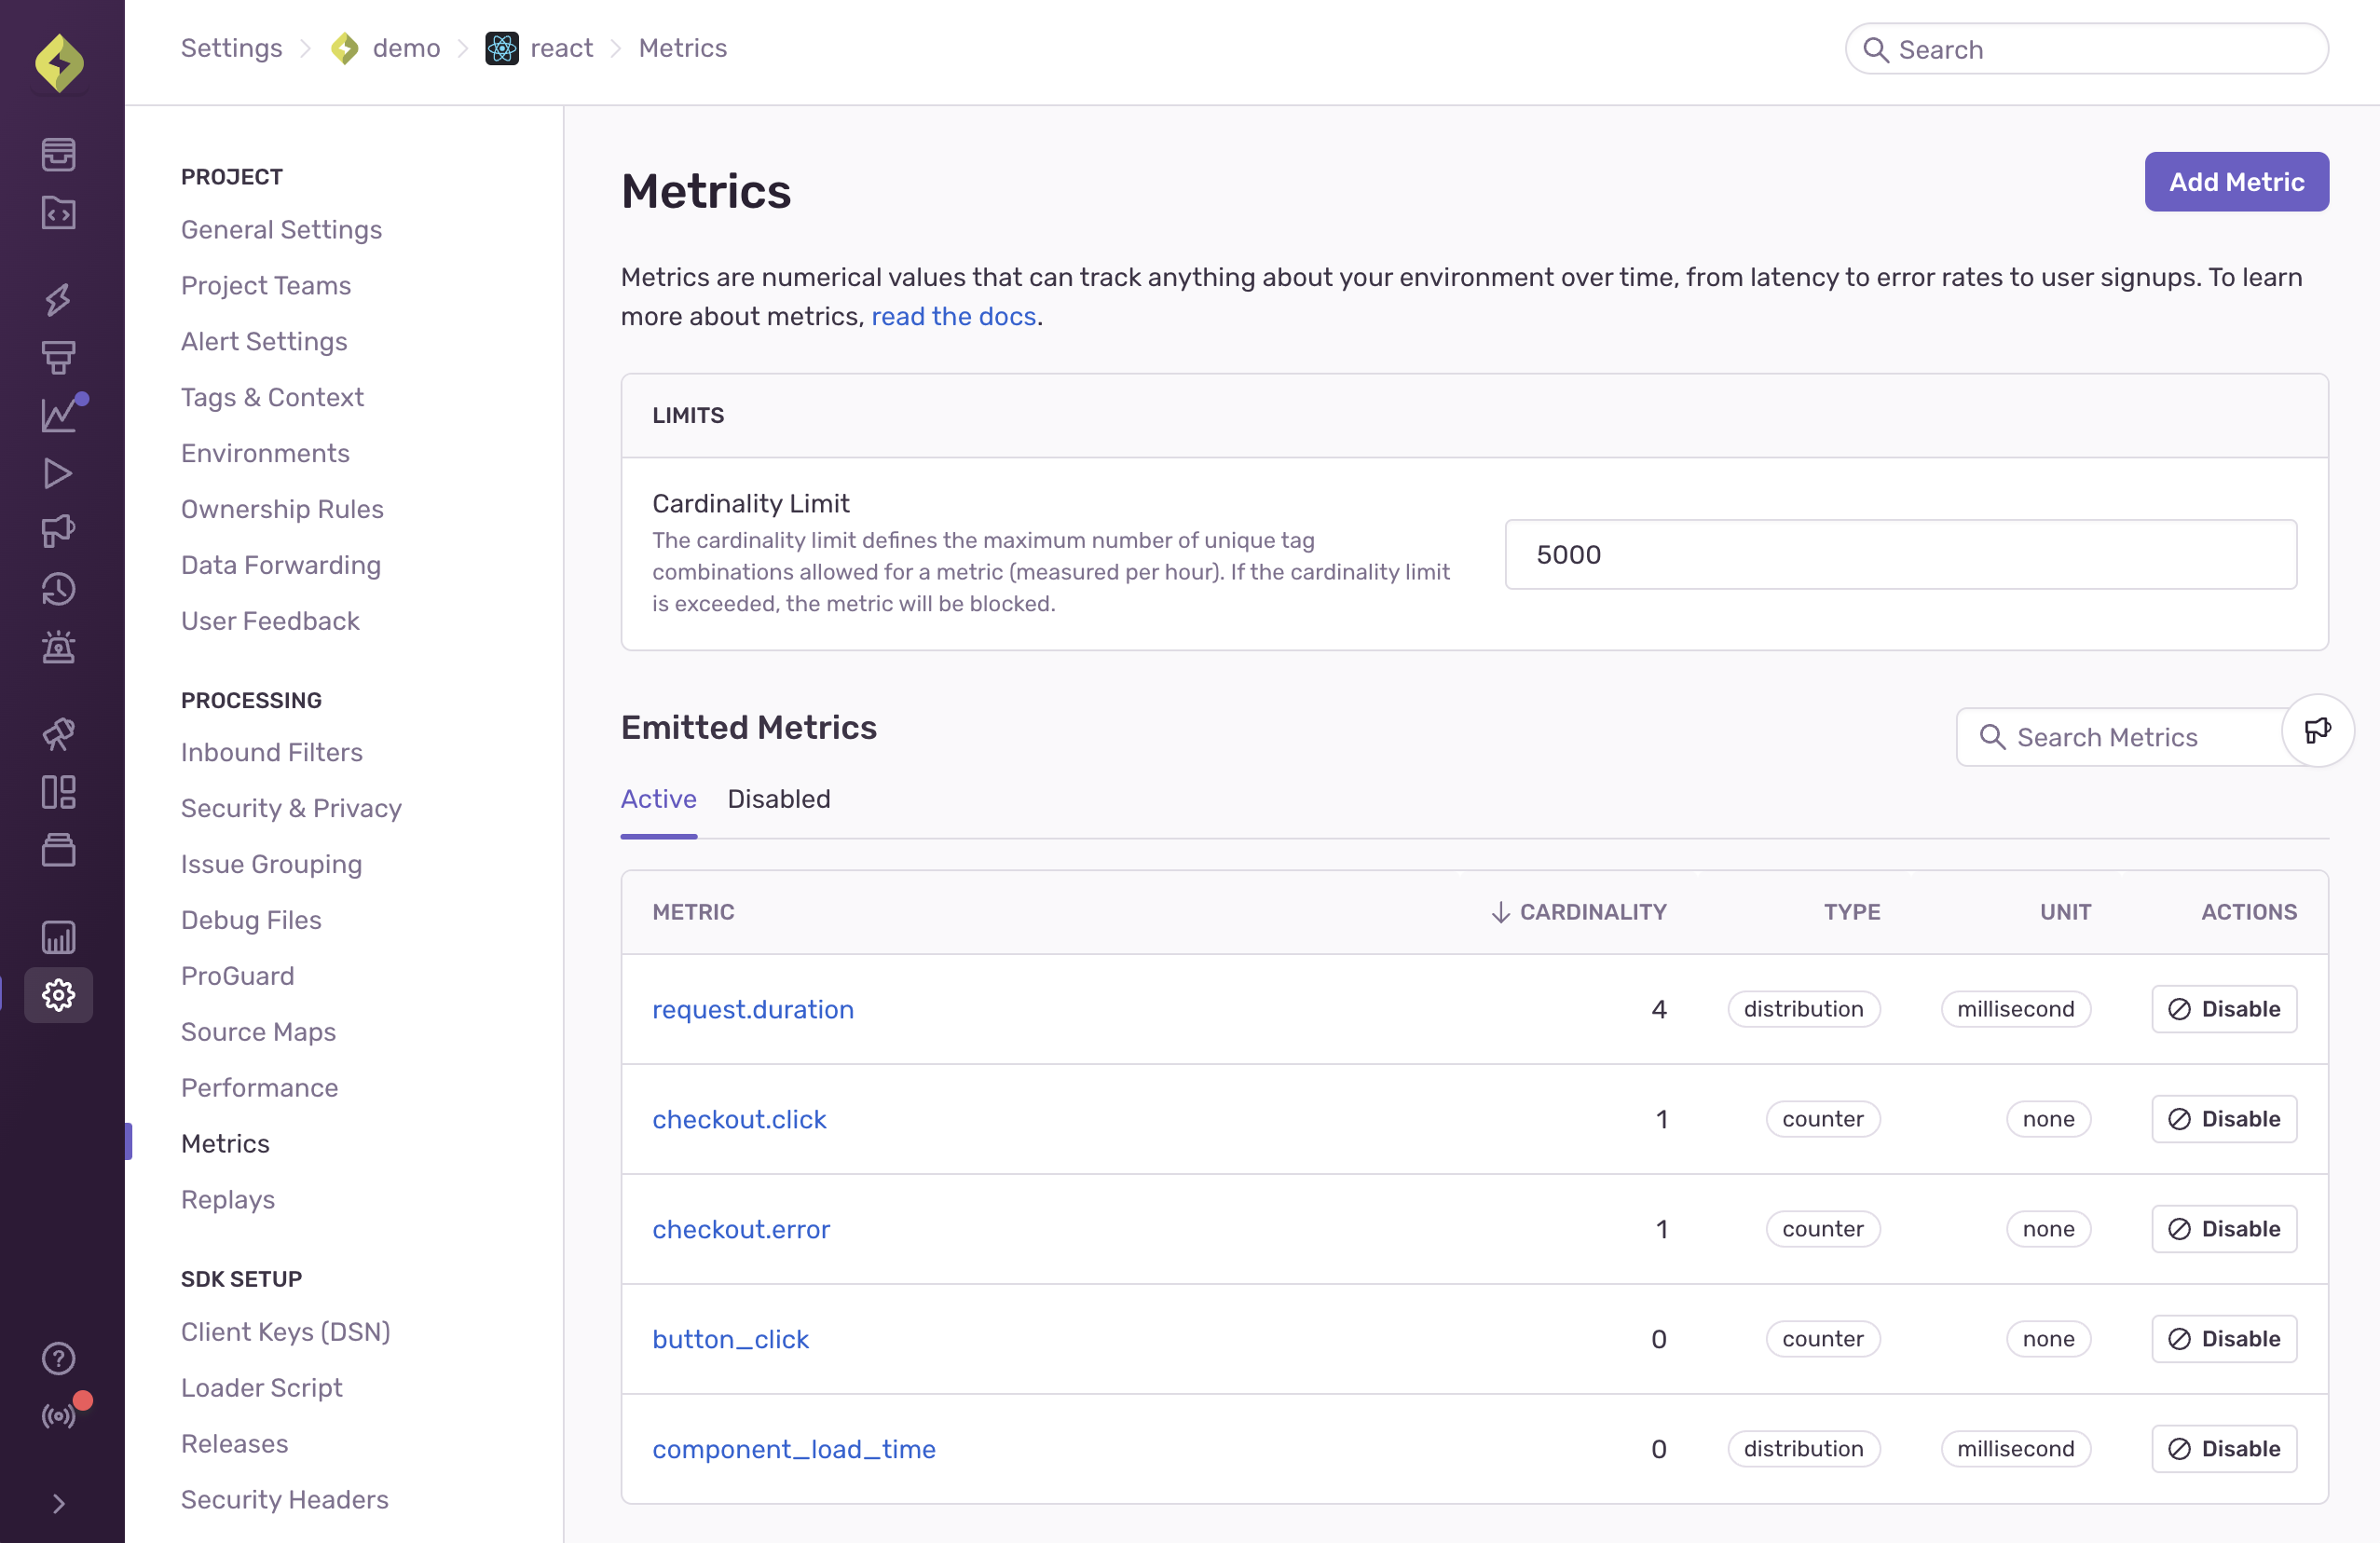 Settings
demo
react
Metrics
Search
PROJECT
General Settings
Project Teams
Alert Settings
Tags & Context
Environments
Ownership Rules
Data Forwarding
User Feedback
PROCESSING
Inbound Filters
Security & Privacy
Issue Grouping
Debug Files
ProGuard
Source Maps
Performance
Metrics
Replays
SDK SETUP
Client Keys (DSN)
Loader Script
Releases
Security Headers
Metrics
Add Metric
Metrics are numerical values that can track anything about your environment over time, from latency to error rates to user signups. To learn
more about metrics, read the docs.
LIMITS
Cardinality Limit
The cardinality limit defines the maximum number of unique tag
combinations allowed for a metric (measured per hour). If the cardinality limit
is exceeded, the metric will be blocked.
5000
Emitted Metrics
Search Metrics
Active Disabled
METRIC CARDINALITY TYPE UNIT ACTIONS
request.duration 4 distribution millisecond Disable
checkout.click 1 counter none Disable
checkout.error 1 counter none Disable
button_click 0 counter none Disable
component_load_time 0 distribution millisecond Disable